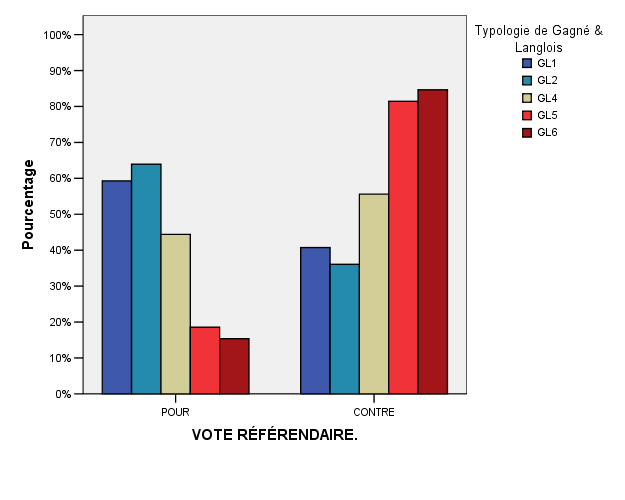 Typologie de Gagné &
Langlois
GL1
GL2
GL4
GL5
GL6
Pourcentage
100%
90%
80%
70%
60%
50%
40%
30%
20%
10%
0%
POUR
CONTRE
VOTE RÉFÉRENDAIRE.